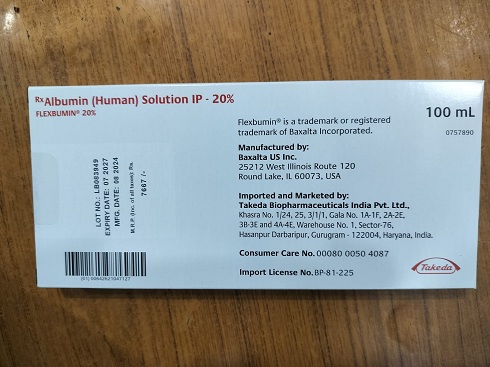 Rx Albumin (Human) Solution IP - 20%
FLEXBUMIN® 20%
100 mL
0757890
Flexbumin® is a trademark or registered
trademark of Baxalta Incorporated.
Manufactured by:
Baxalta US Inc.
25212 West Illinois Route 120
Round Lake, IL 60073, USA
Imported and Marketed by:
Takeda Biopharmaceuticals India Pvt. Ltd.,
Khasra No. 1/24, 25, 3/1/1, Gala No. 1A-1F, 2A-2E,
3B-3E and 4A-4E, Warehouse No. 1, Sector-76,
Hasanpur Darbaripur, Gurugram - 122004, Haryana, India.
Consumer Care No. 00080 0050 4087
Import License No. BP-81-225
Takeda
LOT NO.: LB083949
EXPIRY DATE: 07 2027
MFG. DATE: 08 2024
M.R.P. (inc. of all taxes): Rs.
7667 /-
(01) 00642621047127